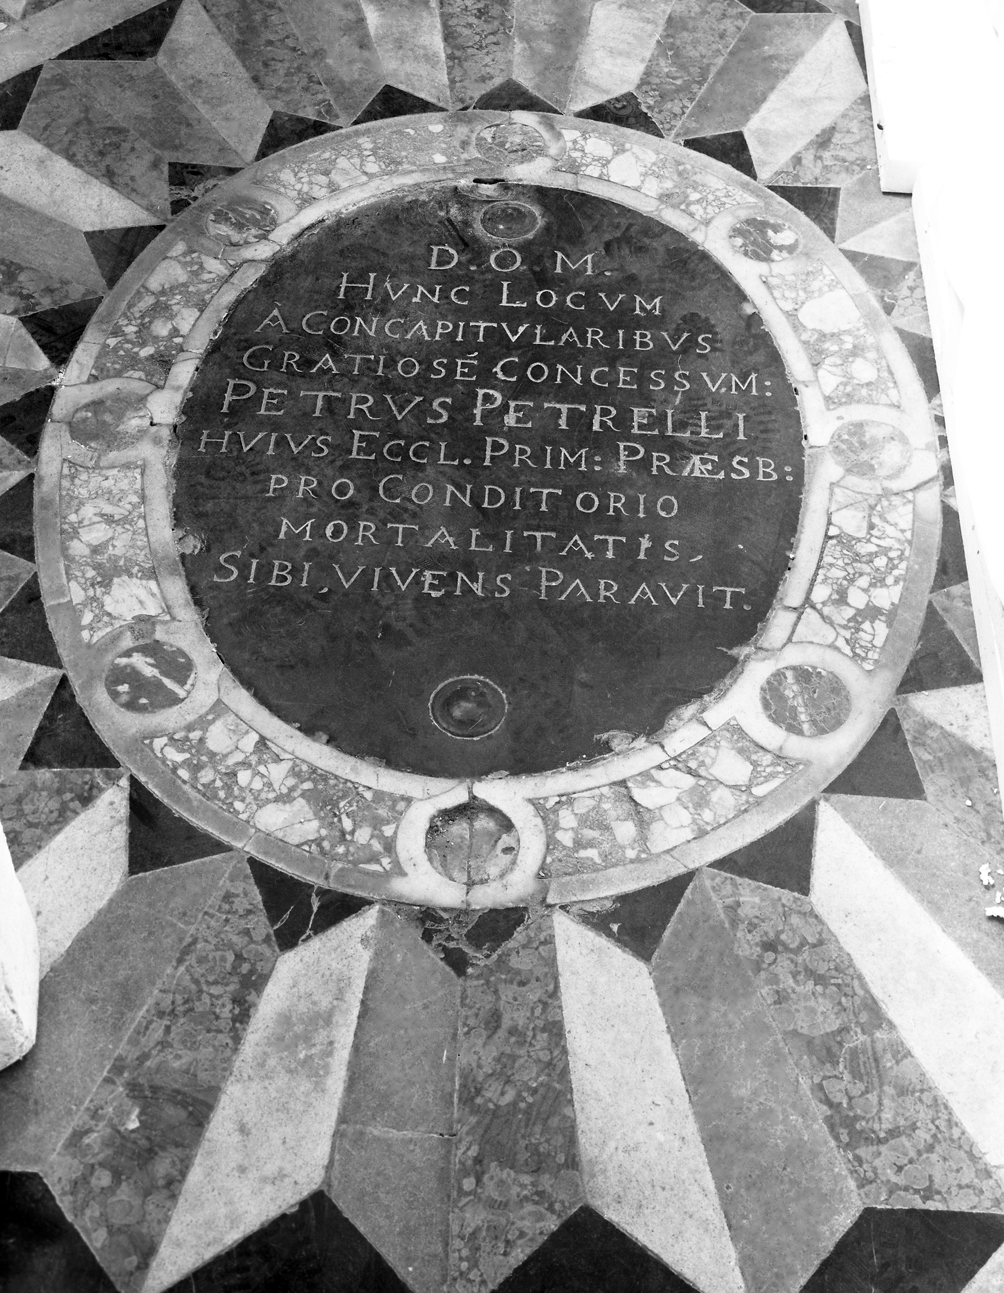 D. O. M.
HVNC LOCVM
À CONCAPITVLARIBVS
GRATIOSÉ CONCESSVM:
PETRVS PETRELLI
HVIVS ECCL. PRIM: PRÆSB:
PRO CONDITORIO
MORTALITATIS,
SIBI, VIVENS PARAVIT.